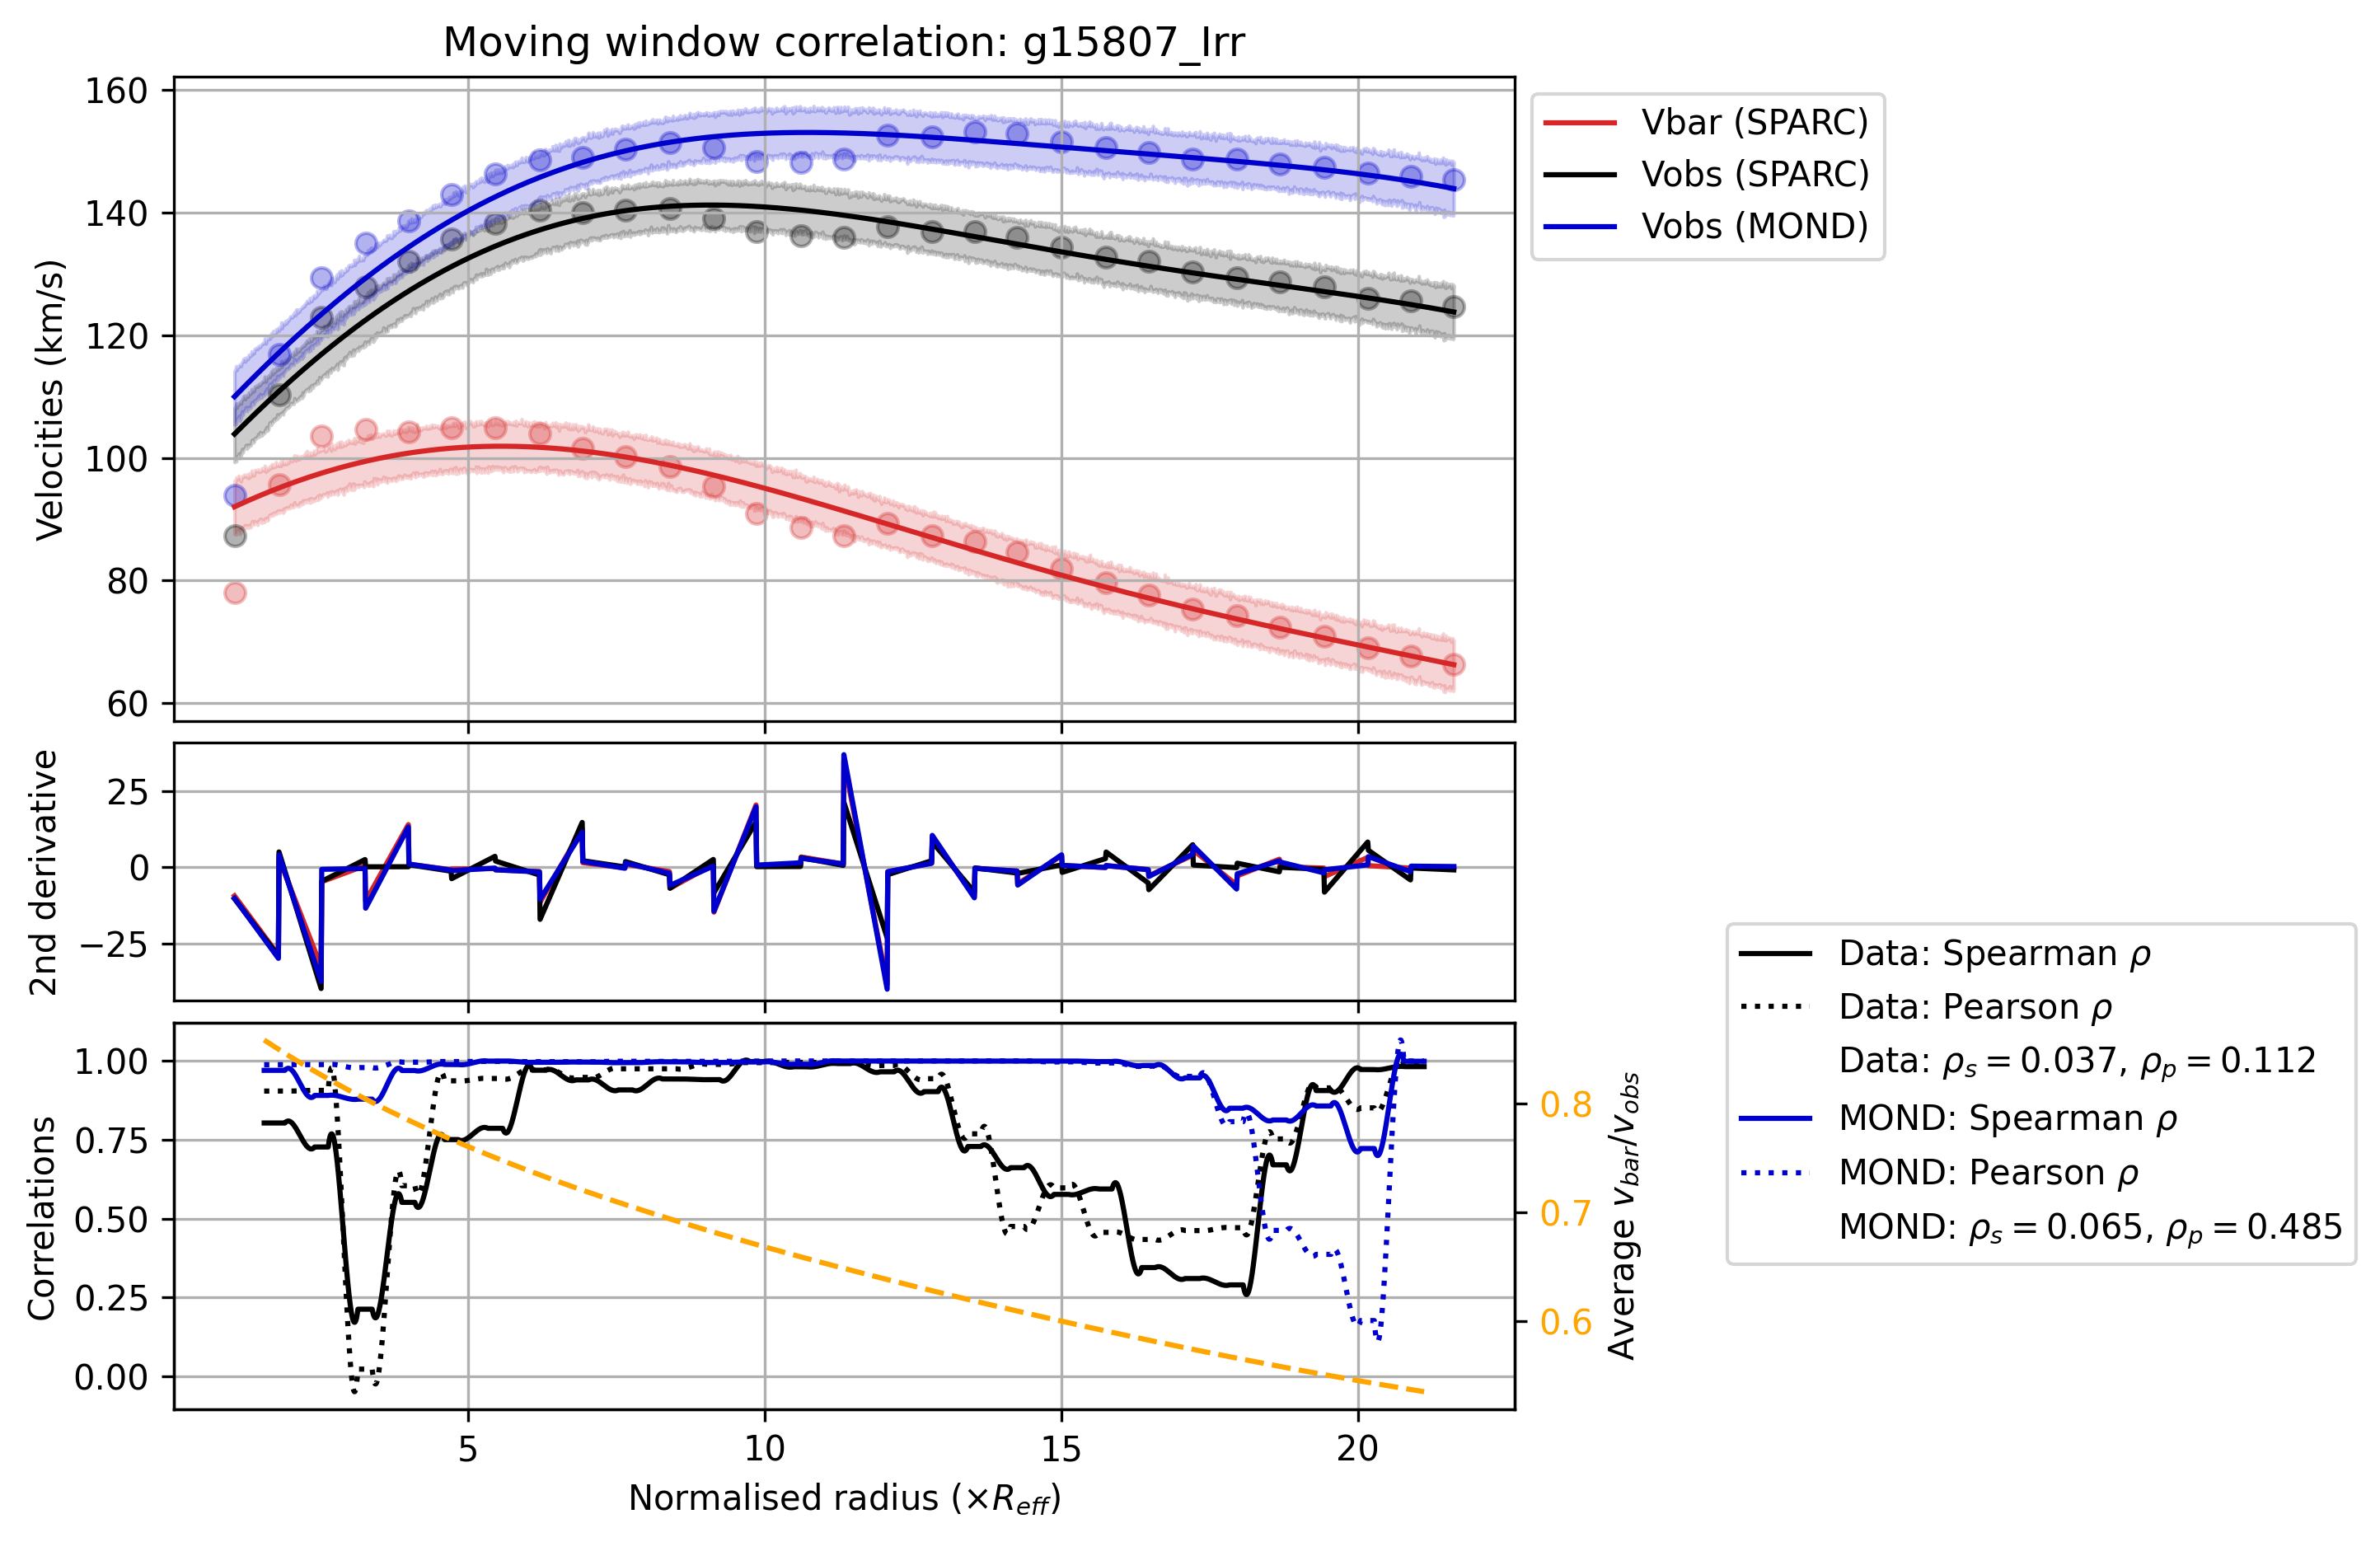 Moving window correlation: g15807_Irr
160
140
120
100
80
60
Velocities (km/s)
Vbar (SPARC)
Vobs (SPARC)
Vobs (MOND)
25
0
−25
2nd derivative
1.00
0.75
0.50
0.25
0.00
Correlations
0.8
0.7
0.6
Average v_bar/v_obs
5
10
15
20
Normalised radius (×R_eff)
Data: Spearman ρ
Data: Pearson ρ
Data: ρ_s = 0.037, ρ_p = 0.112
MOND: Spearman ρ
MOND: Pearson ρ
MOND: ρ_s = 0.065, ρ_p = 0.485